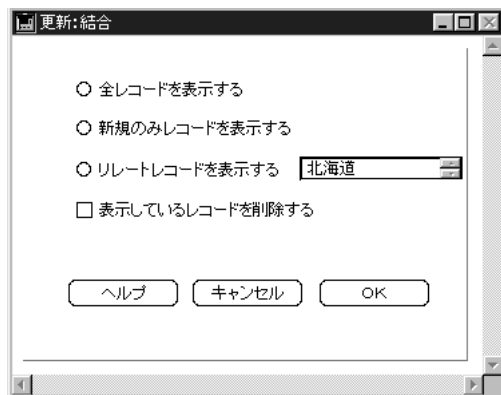 更新:結合
全レコードを表示する
新規のみレコードを表示する
リレートレコードを表示する 北海道
表示しているレコードを削除する
ヘルプ キャンセル OK